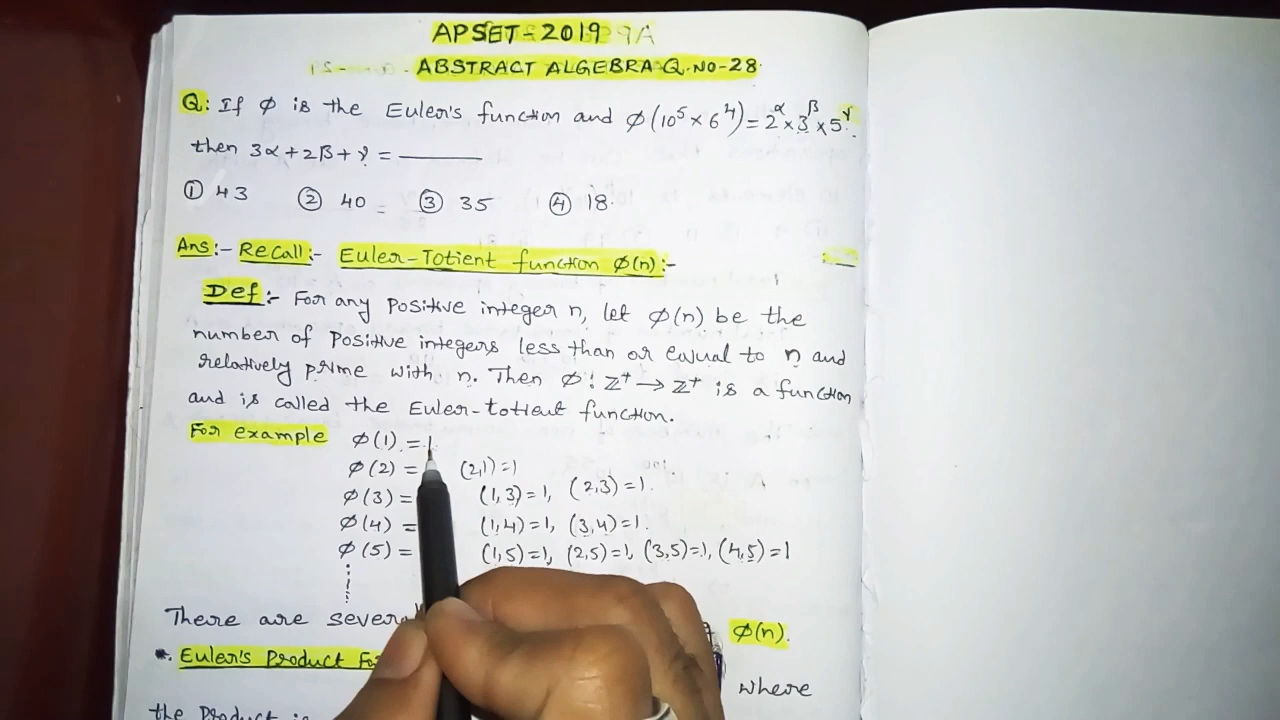 APSET-2019
ABSTRACT ALGEBRA Q.NO-28
Q: If φ is the Euler's function and φ(10⁵×6⁴)=2^α×3^β×5^γ.
then 3α+2β+γ =
① 43 ② 40 ③ 35 ④ 18.
Ans:- Recall:- Euler-Totient function φ(n):-
Def:- For any positive integer n, let φ(n) be the
number of positive integers less than or equal to n and
relatively prime with n. Then φ: Z⁺→Z⁺ is a function
and is called the Euler-totient function.
For example φ(1) = 1
φ(2) = (2,1)=1
φ(3) = (1,3)=1, (2,3)=1.
φ(4) = (1,4)=1, (3,4)=1.
φ(5) = (1,5)=1, (2,5)=1, (3,5)=1, (4,5)=1
There are φ(n).
Euler's Product
where
the product is